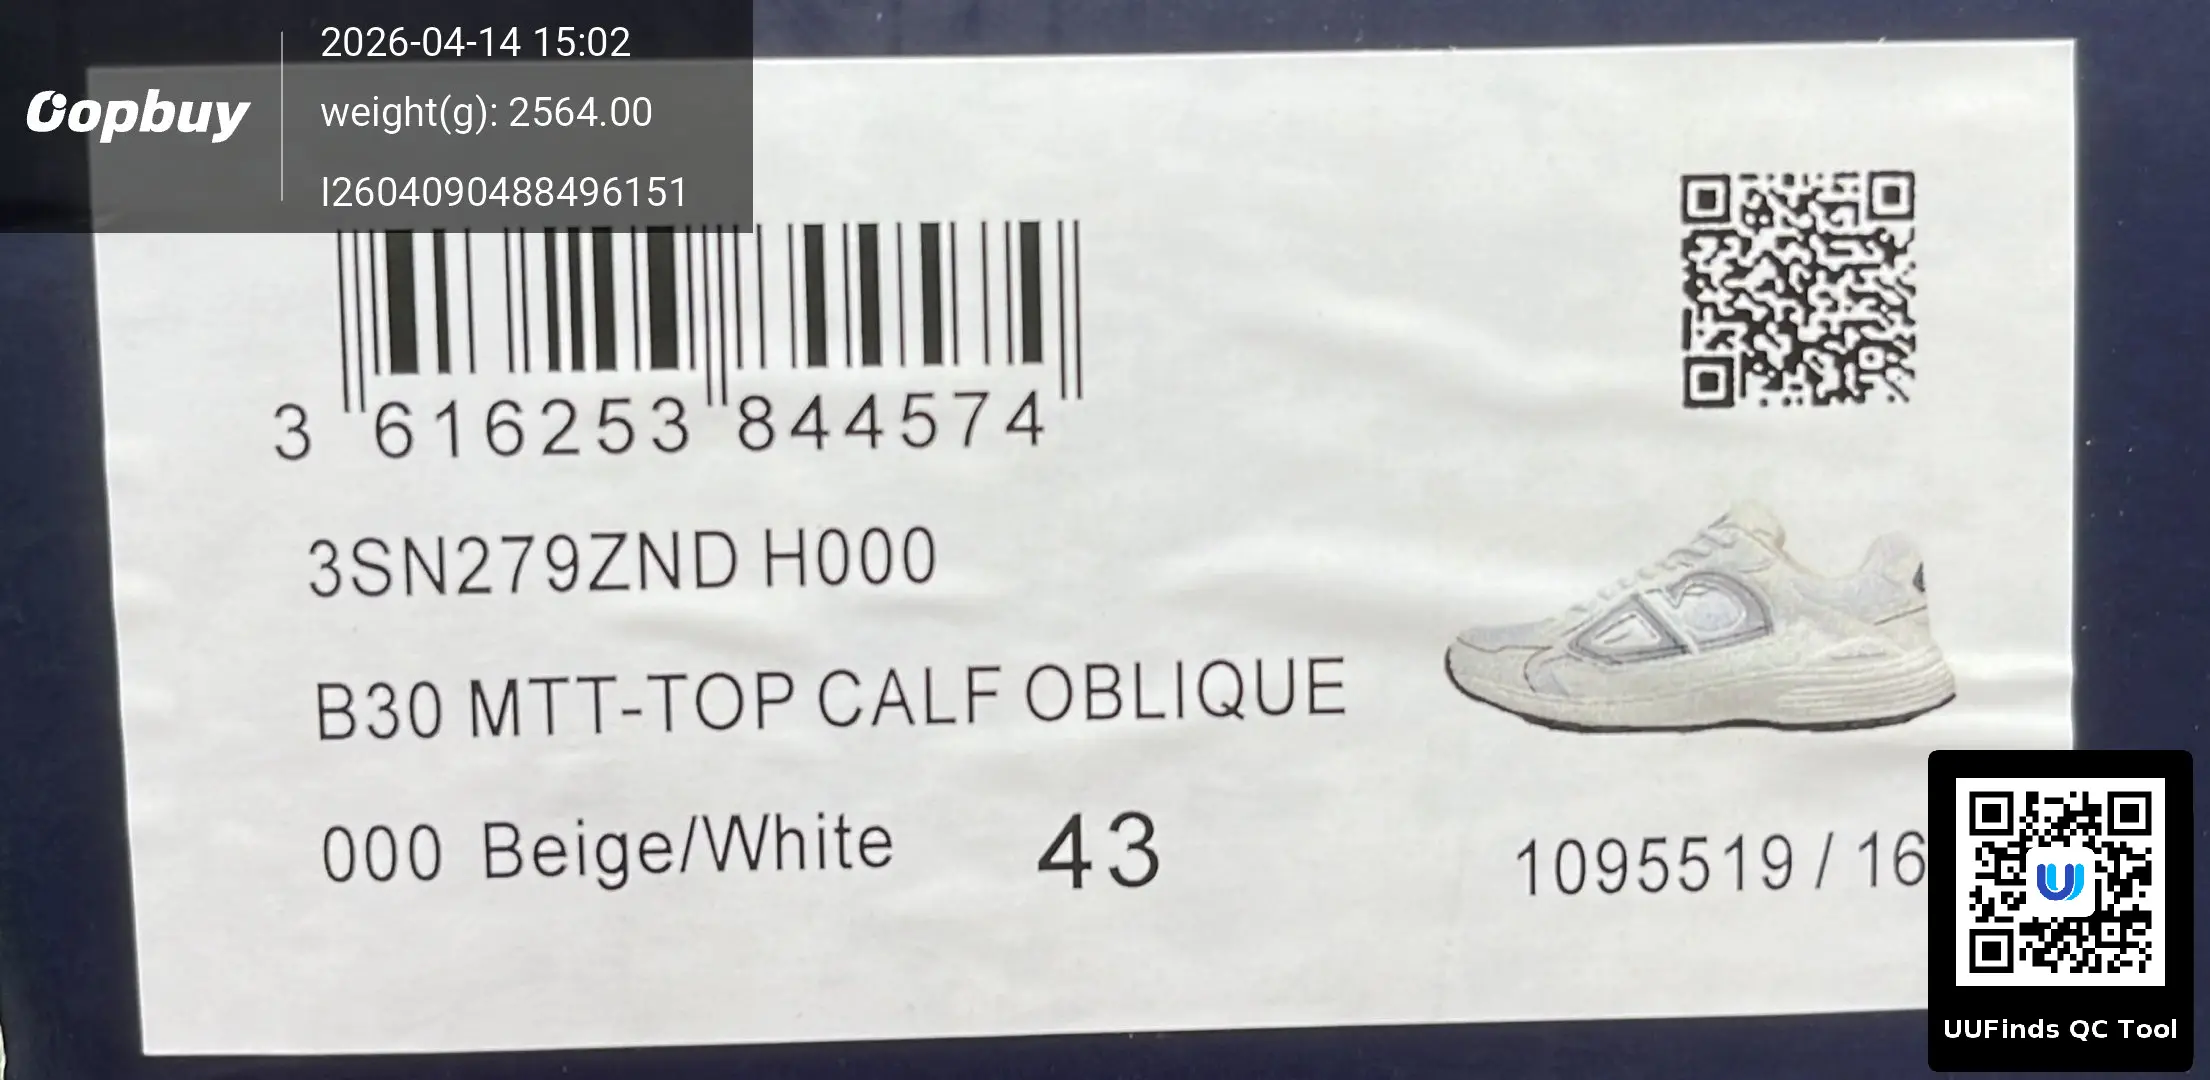 2026-04-14 15:02
Oopbuy
weight(g): 2564.00
I2604090488496151
3 616253 844574
3SN279ZND H000
B30 MTT-TOP CALF OBLIQUE
000 Beige/White 43
1095519 / 16
UUFinds QC Tool